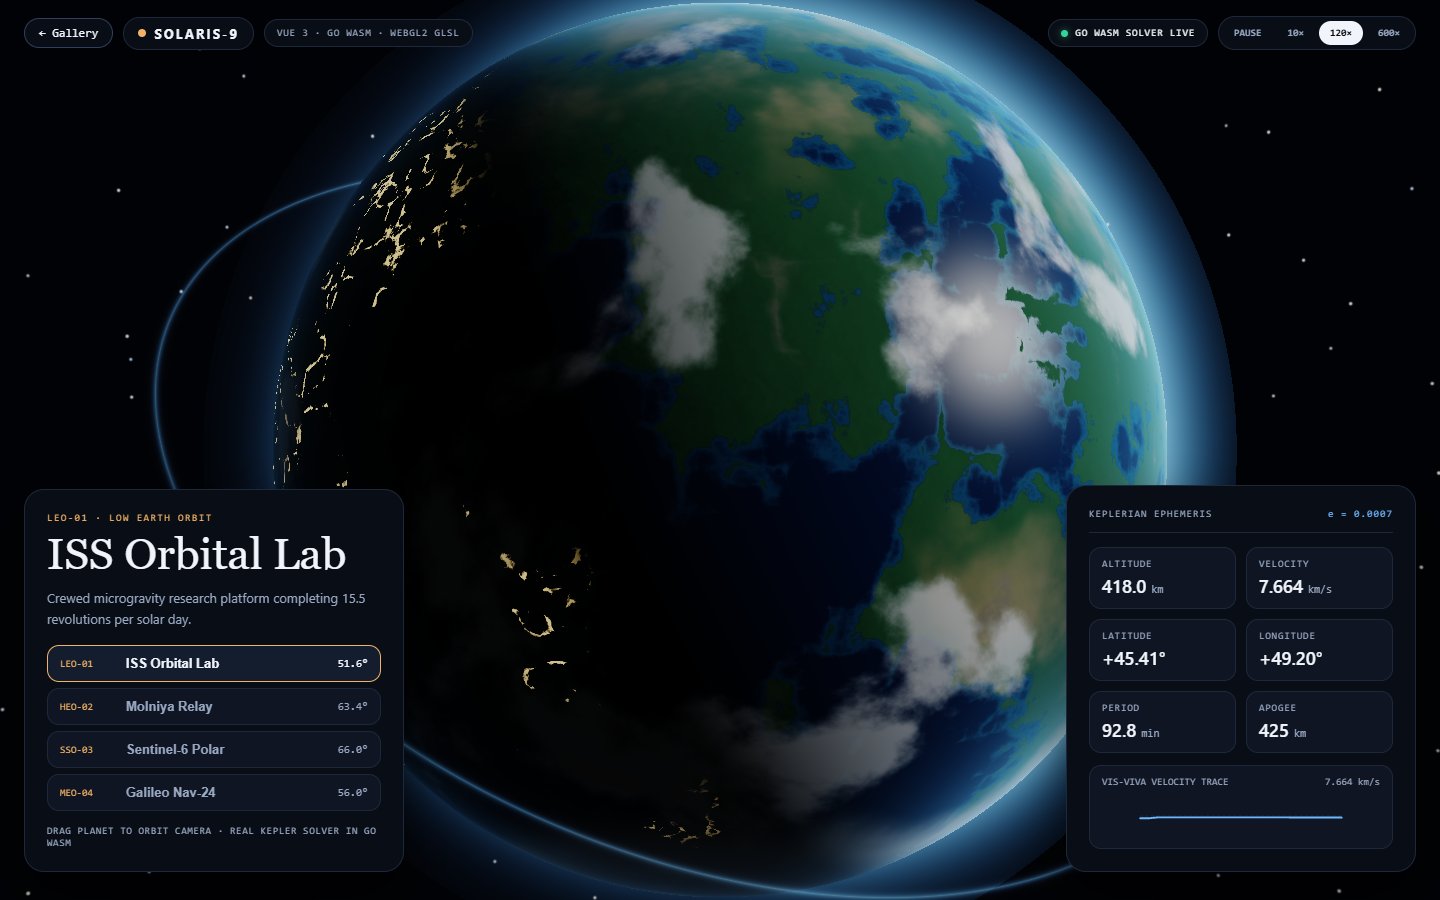 ← Gallery
SOLARIS-9
VUE 3 · GO WASM · WEBGL2 GLSL
GO WASM SOLVER LIVE
PAUSE 10× 120× 600×
LEO-01 · LOW EARTH ORBIT
ISS Orbital Lab
Crewed microgravity research platform completing 15.5
revolutions per solar day.
LEO-01 ISS Orbital Lab 51.6°
HEO-02 Molniya Relay 63.4°
SSO-03 Sentinel-6 Polar 66.0°
MEO-04 Galileo Nav-24 56.0°
DRAG PLANET TO ORBIT CAMERA · REAL KEPLER SOLVER IN GO
WASM
KEPLERIAN EPHEMERIS e = 0.0007
ALTITUDE
418.0 km
VELOCITY
7.664 km/s
LATITUDE
+45.41°
LONGITUDE
+49.20°
PERIOD
92.8 min
APOGEE
425 km
VIS-VIVA VELOCITY TRACE 7.664 km/s